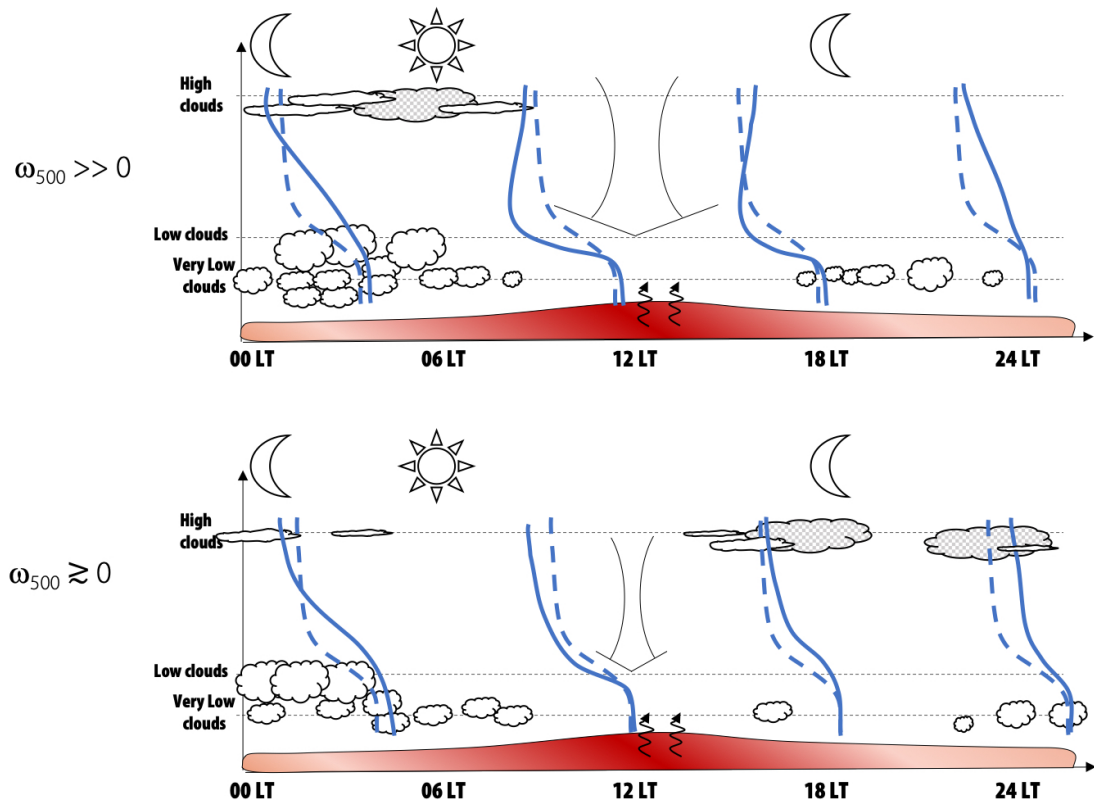 High
clouds
ω500 >> 0
Low clouds
Very Low
clouds
00 LT
06 LT
12 LT
18 LT
24 LT
High
clouds
ω500 ≷ 0
Low clouds
Very Low
clouds
00 LT
06 LT
12 LT
18 LT
24 LT